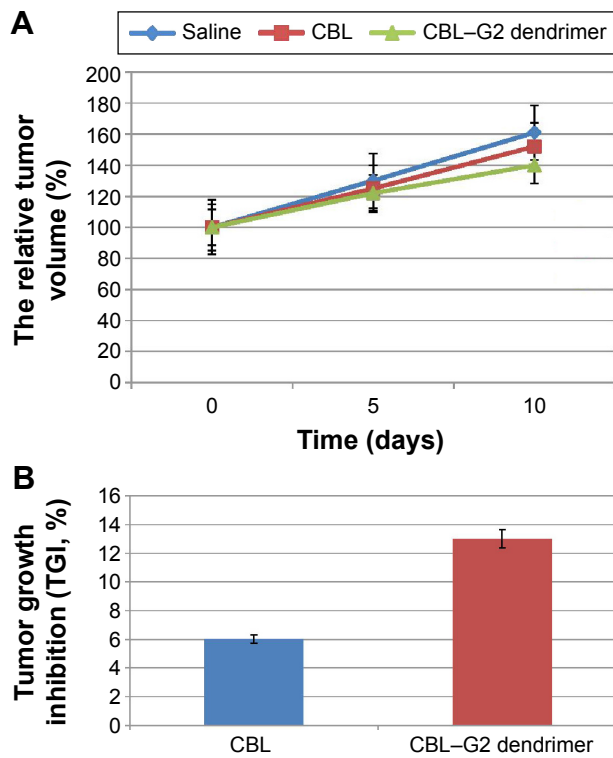 A
Saline CBL CBL–G2 dendrimer
The relative tumor
volume (%)
200
180
160
140
120
100
80
60
40
20
0
0 5 10
Time (days)
B
Tumor growth
inhibition (TGI, %)
16
14
12
10
8
6
4
2
0
CBL CBL–G2 dendrimer